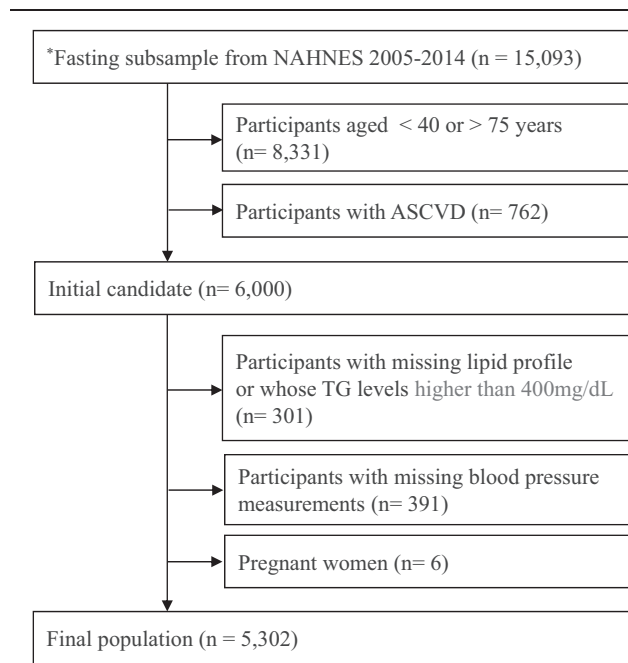 *Fasting subsample from NAHNES 2005-2014 (n = 15,093)
Participants aged < 40 or > 75 years
(n= 8,331)
Participants with ASCVD (n= 762)
Initial candidate (n= 6,000)
Participants with missing lipid profile
or whose TG levels higher than 400mg/dL
(n= 301)
Participants with missing blood pressure
measurements (n= 391)
Pregnant women (n= 6)
Final population (n = 5,302)